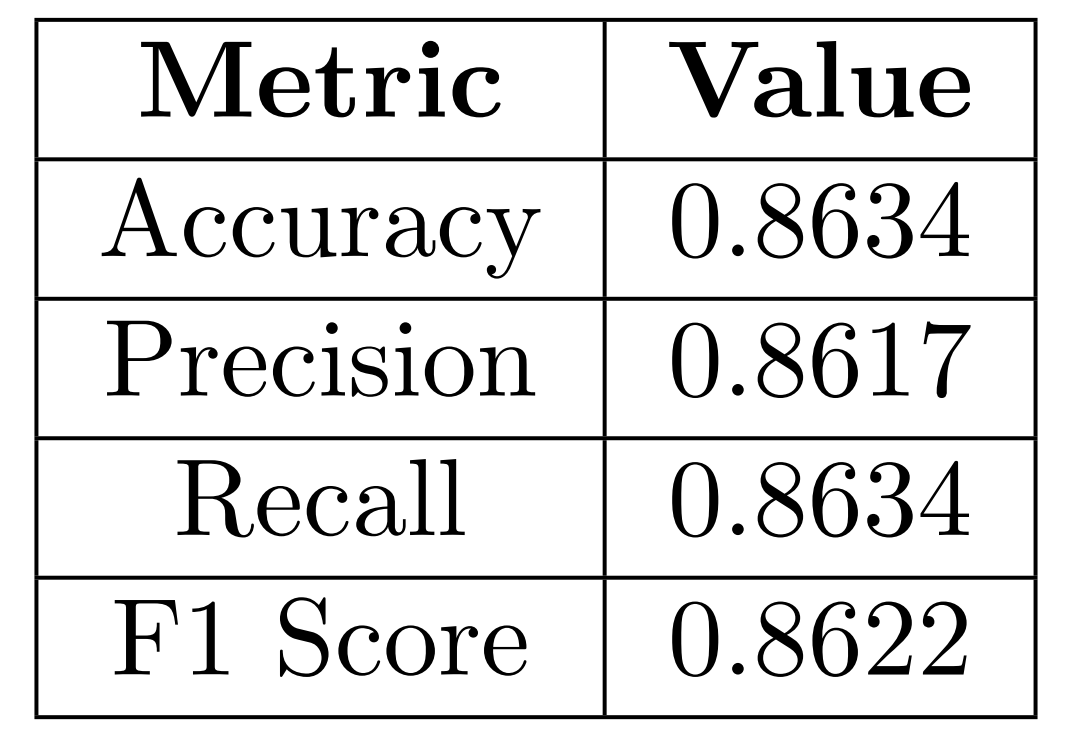 Metric Value
Accuracy 0.8634
Precision 0.8617
Recall 0.8634
F1 Score 0.8622